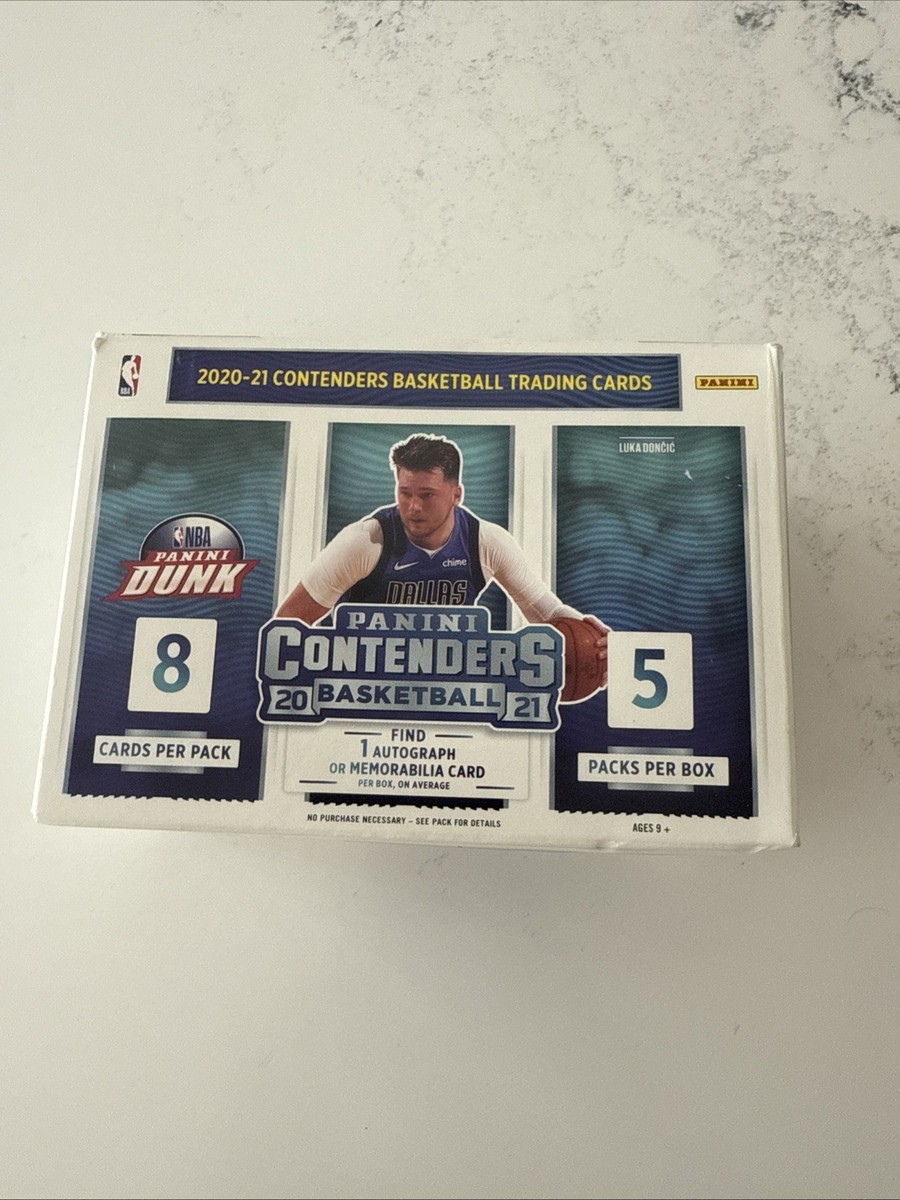 2020-21 CONTENDERS BASKETBALL TRADING CARDS
NBA
PANINI
LUKA DONČIĆ
NBA
PANINI
DUNK
chime
DALLAS
PANINI
CONTENDERS
20 BASKETBALL 21
8
CARDS PER PACK
5
PACKS PER BOX
FIND
1 AUTOGRAPH
OR MEMORABILIA CARD
PER BOX, ON AVERAGE
NO PURCHASE NECESSARY – SEE PACK FOR DETAILS
AGES 9 +